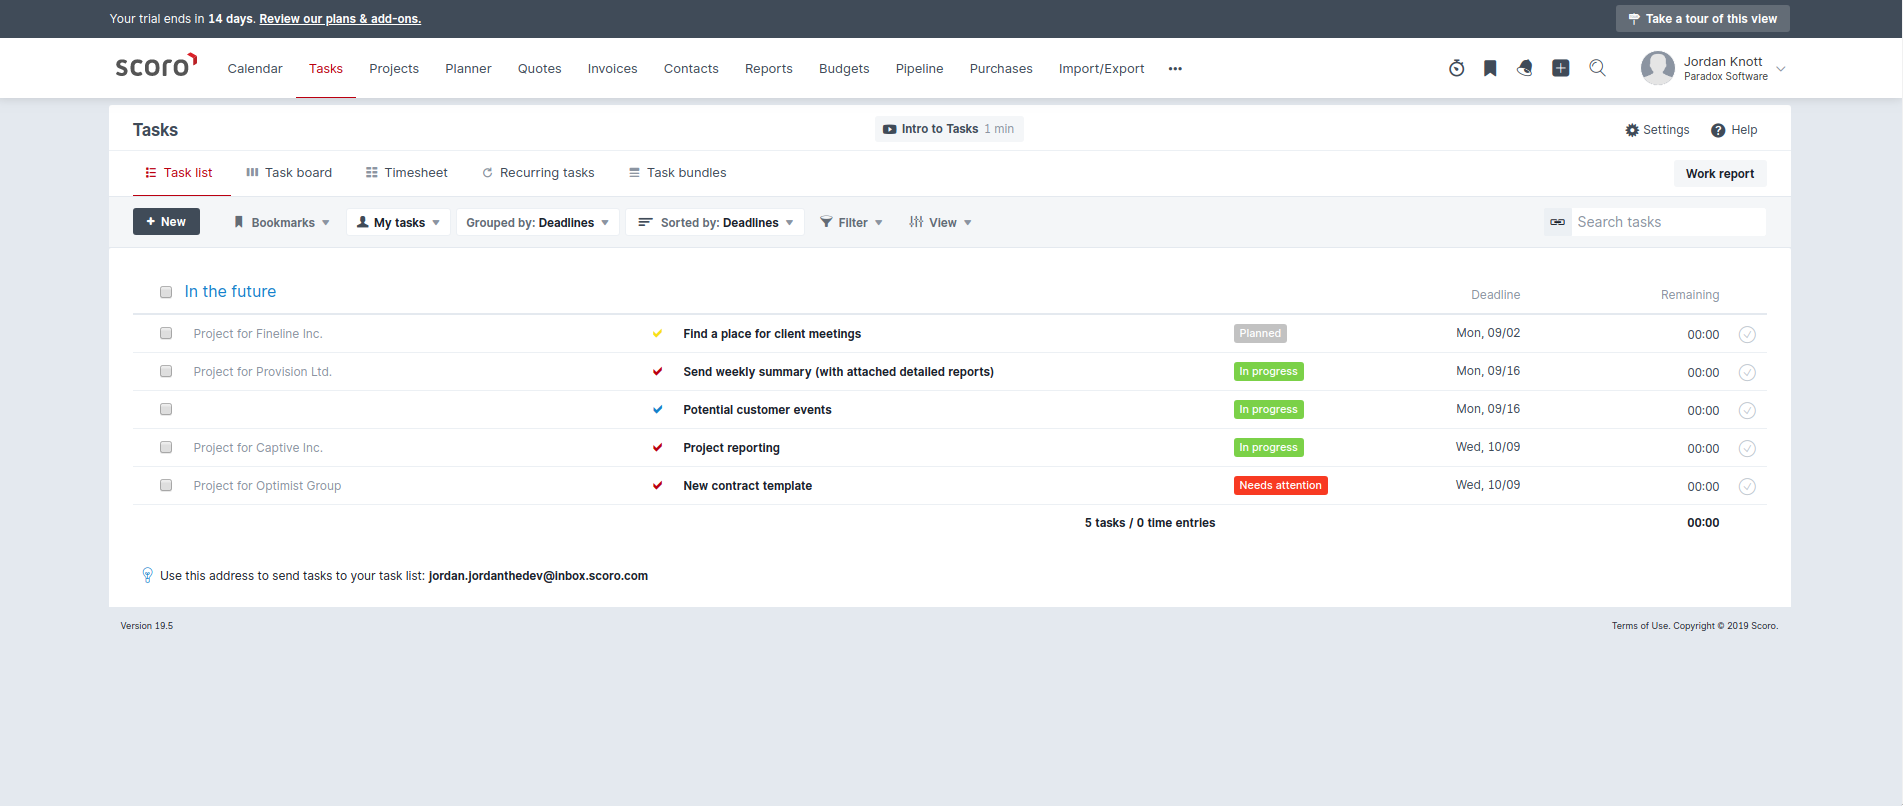 Your trial ends in 14 days. Review our plans & add-ons.
Take a tour of this view
scoro
Calendar Tasks Projects Planner Quotes Invoices Contacts Reports Budgets Pipeline Purchases Import/Export •••
Jordan Knott
Paradox Software
Tasks
Intro to Tasks 1 min
Settings Help
Task list Task board Timesheet Recurring tasks Task bundles
Work report
+ New Bookmarks My tasks Grouped by: Deadlines Sorted by: Deadlines Filter View Search tasks
In the future Deadline Remaining
Project for Fineline Inc. Find a place for client meetings Planned Mon, 09/02 00:00
Project for Provision Ltd. Send weekly summary (with attached detailed reports) In progress Mon, 09/16 00:00
Potential customer events In progress Mon, 09/16 00:00
Project for Captive Inc. Project reporting In progress Wed, 10/09 00:00
Project for Optimist Group New contract template Needs attention Wed, 10/09 00:00
5 tasks / 0 time entries 00:00
Use this address to send tasks to your task list: jordan.jordanthedev@inbox.scoro.com
Version 19.5
Terms of Use. Copyright © 2019 Scoro.